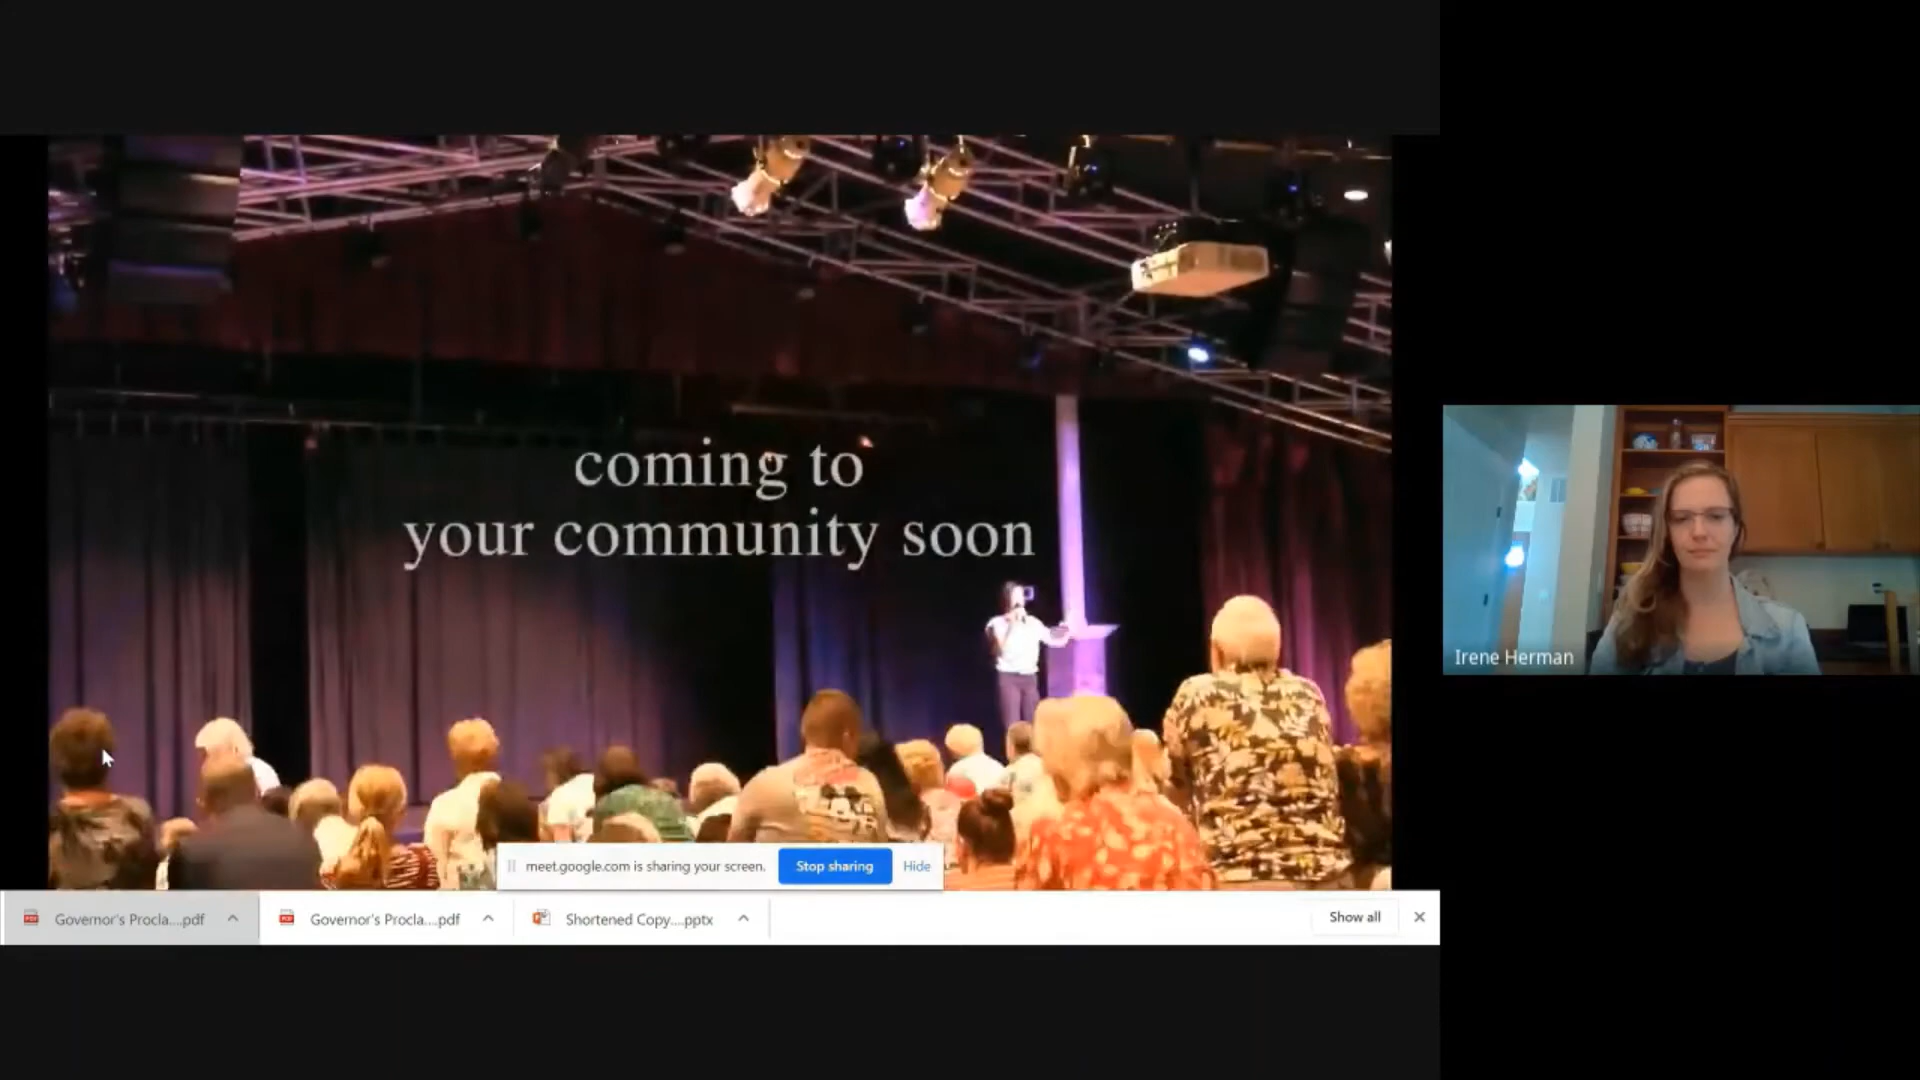 coming to
your community soon
Irene Herman
meet.google.com is sharing your screen.
Stop sharing
Hide
Governor's Procla....pdf
Governor's Procla....pdf
Shortened Copy....pptx
Show all